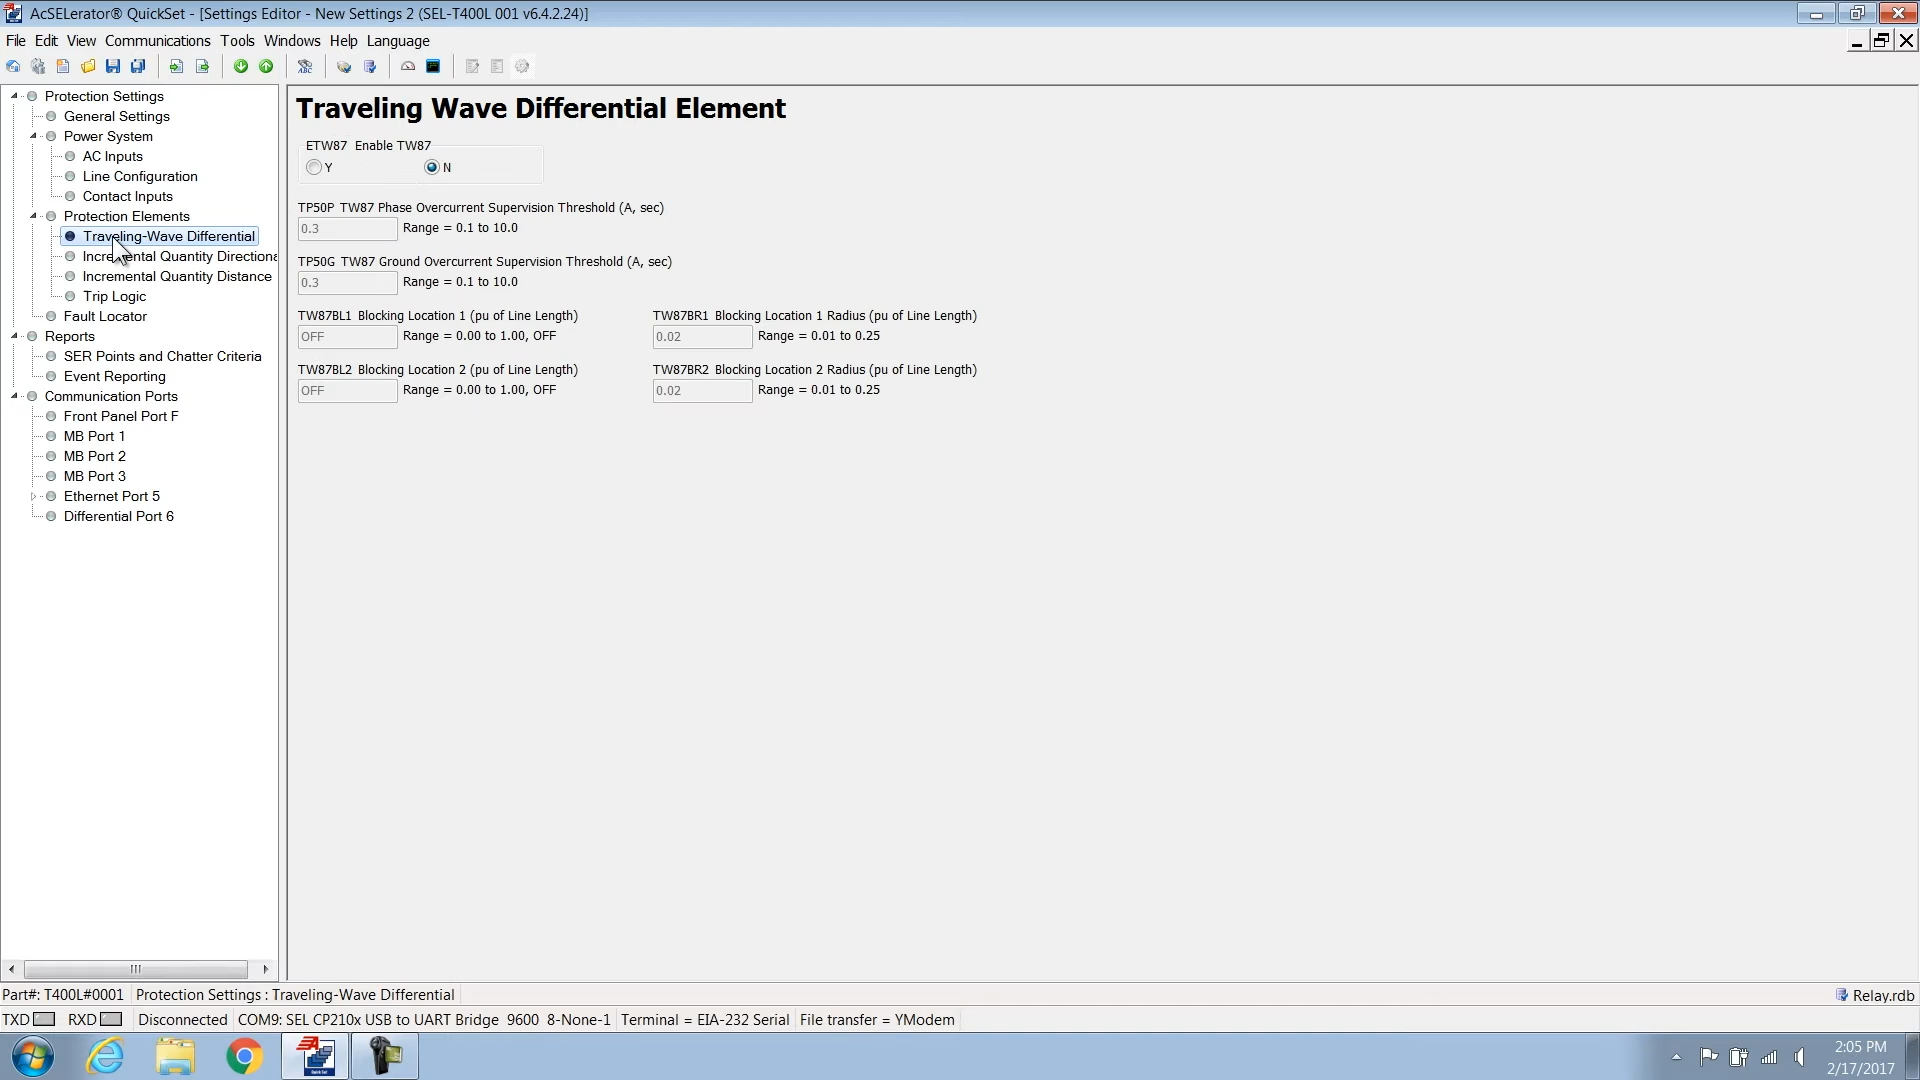 AcSELerator® QuickSet - [Settings Editor - New Settings 2 (SEL-T400L 001 v6.4.2.24)]
File Edit View Communications Tools Windows Help Language
Protection Settings
General Settings
Power System
AC Inputs
Line Configuration
Contact Inputs
Protection Elements
Traveling-Wave Differential
Incremental Quantity Directiona
Incremental Quantity Distance
Trip Logic
Fault Locator
Reports
SER Points and Chatter Criteria
Event Reporting
Communication Ports
Front Panel Port F
MB Port 1
MB Port 2
MB Port 3
Ethernet Port 5
Differential Port 6
Traveling Wave Differential Element
ETW87 Enable TW87
Y N
TP50P TW87 Phase Overcurrent Supervision Threshold (A, sec)
0.3 Range = 0.1 to 10.0
TP50G TW87 Ground Overcurrent Supervision Threshold (A, sec)
0.3 Range = 0.1 to 10.0
TW87BL1 Blocking Location 1 (pu of Line Length) TW87BR1 Blocking Location 1 Radius (pu of Line Length)
OFF Range = 0.00 to 1.00, OFF 0.02 Range = 0.01 to 0.25
TW87BL2 Blocking Location 2 (pu of Line Length) TW87BR2 Blocking Location 2 Radius (pu of Line Length)
OFF Range = 0.00 to 1.00, OFF 0.02 Range = 0.01 to 0.25
Part#: T400L#0001 Protection Settings : Traveling-Wave Differential Relay.rdb
TXD RXD Disconnected COM9: SEL CP210x USB to UART Bridge 9600 8-None-1 Terminal = EIA-232 Serial File transfer = YModem
2:05 PM
2/17/2017